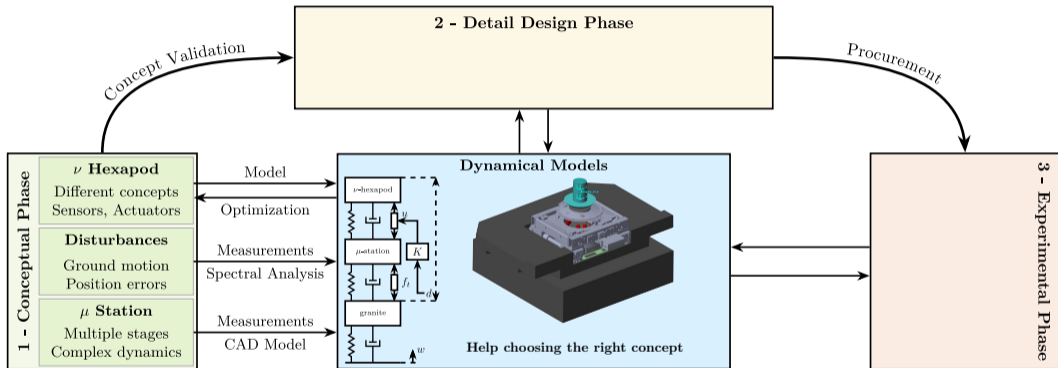 2 - Detail Design Phase
Concept Validation
Procurement
1 - Conceptual Phase
ν Hexapod
Different concepts
Sensors, Actuators
Disturbances
Ground motion
Position errors
μ Station
Multiple stages
Complex dynamics
Model
Optimization
Measurements
Spectral Analysis
Measurements
CAD Model
Dynamical Models
ν-hexapod
y
μ-station
K
f_t
d
granite
w
Help choosing the right concept
3 - Experimental Phase